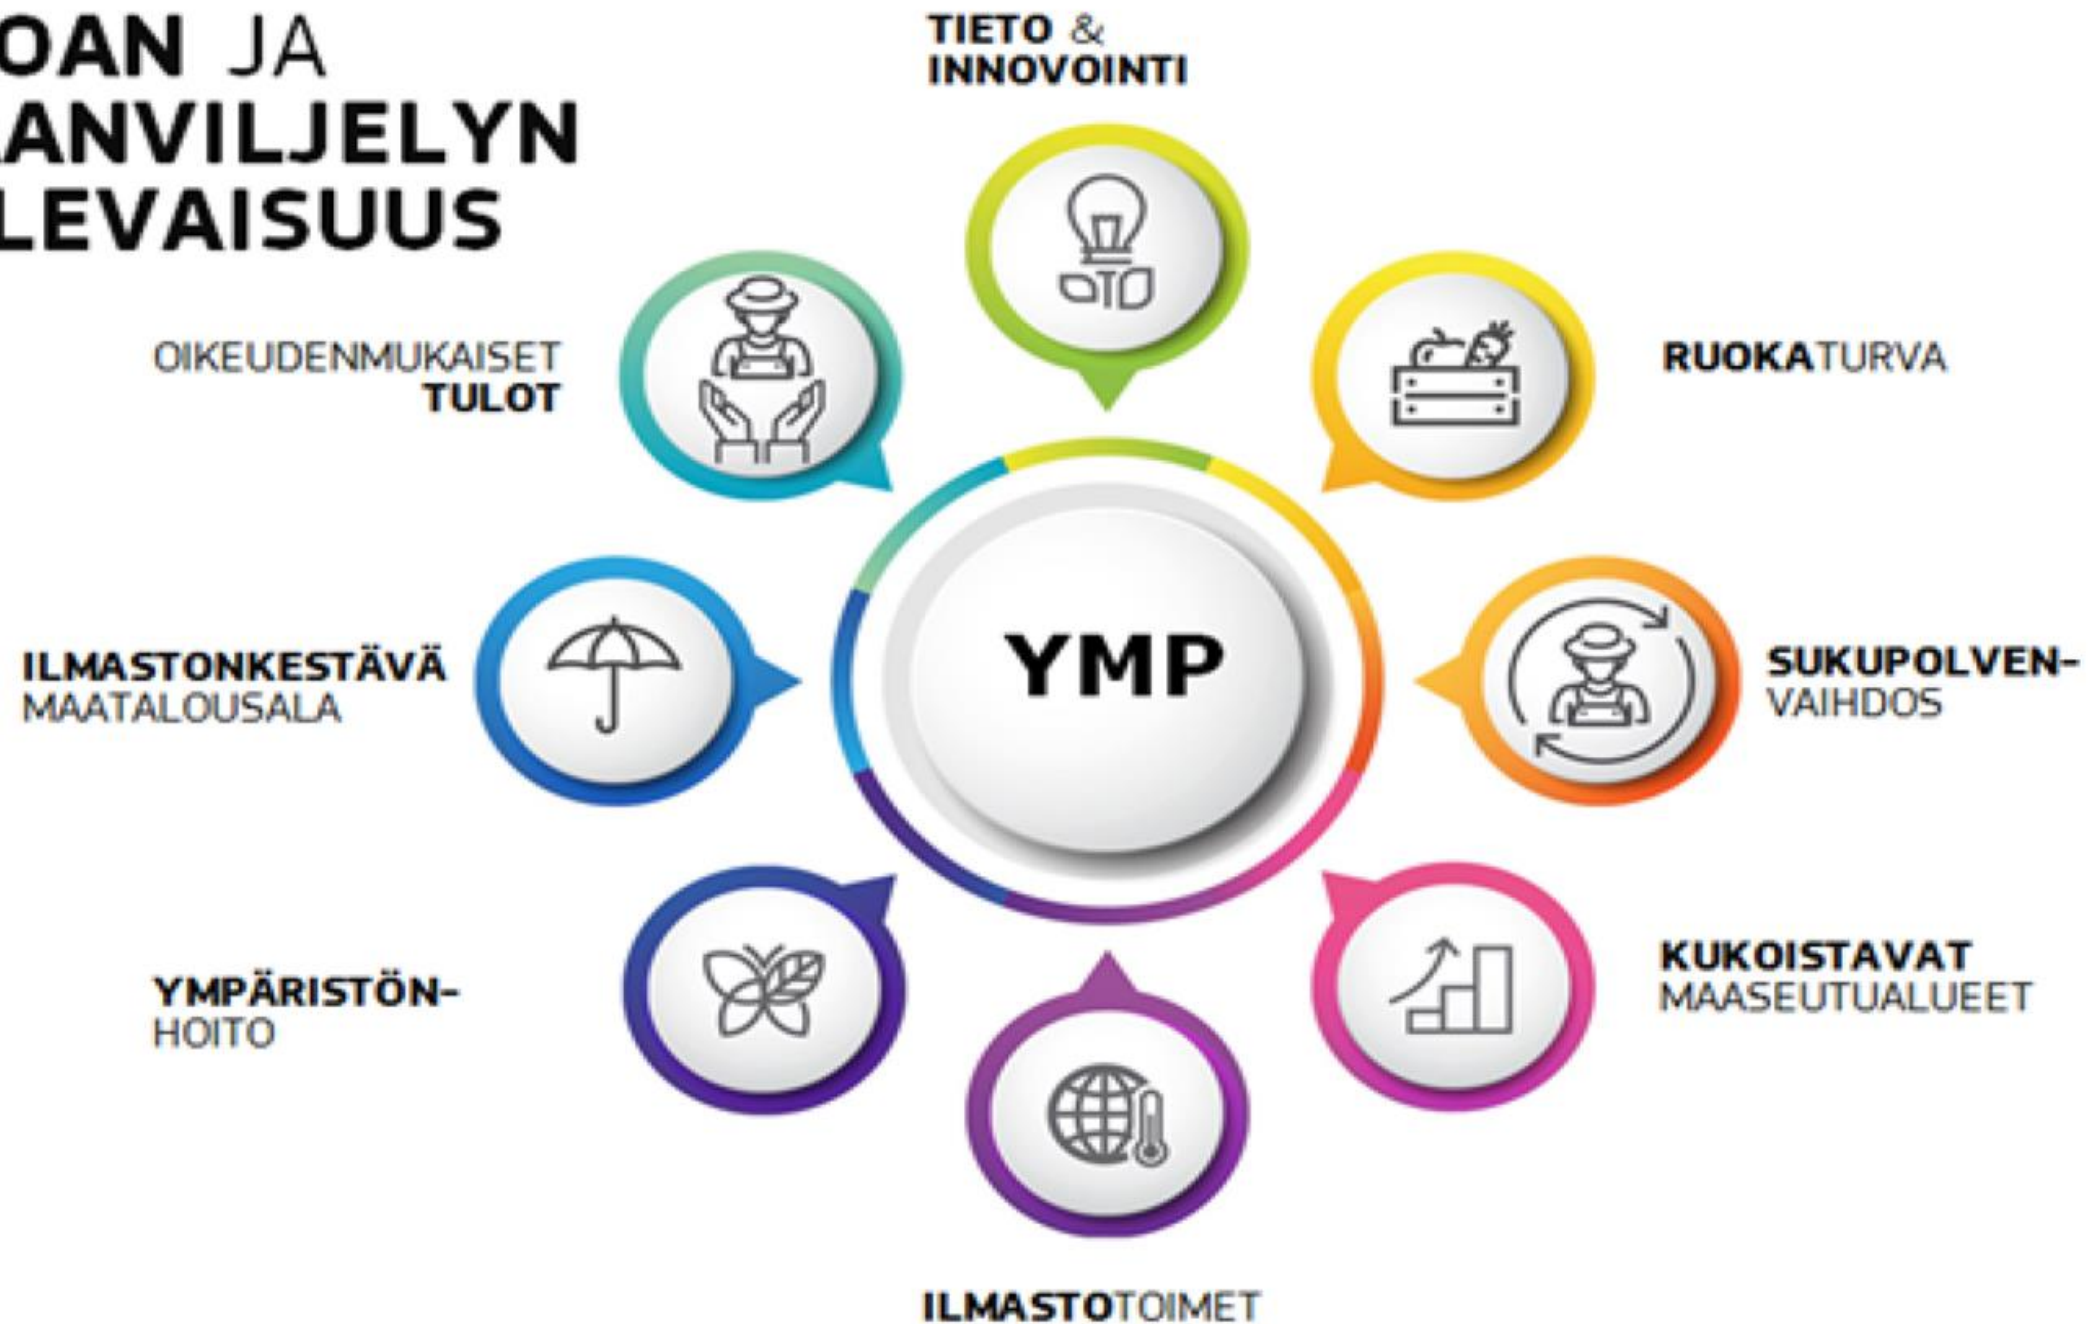 OAN JA
ANVILJELYN
LEVAISUUS
TIETO &
INNOVOINTI
OIKEUDENMUKAISET
TULOT
RUOKATURVA
ILMASTONKESTÄVÄ
MAATALOUSALA
YMP
SUKUPOLVEN-
VAIHDOS
YMPÄRISTÖN-
HOITO
KUKOISTAVAT
MAASEUTUALUEET
ILMASTOTOIMET